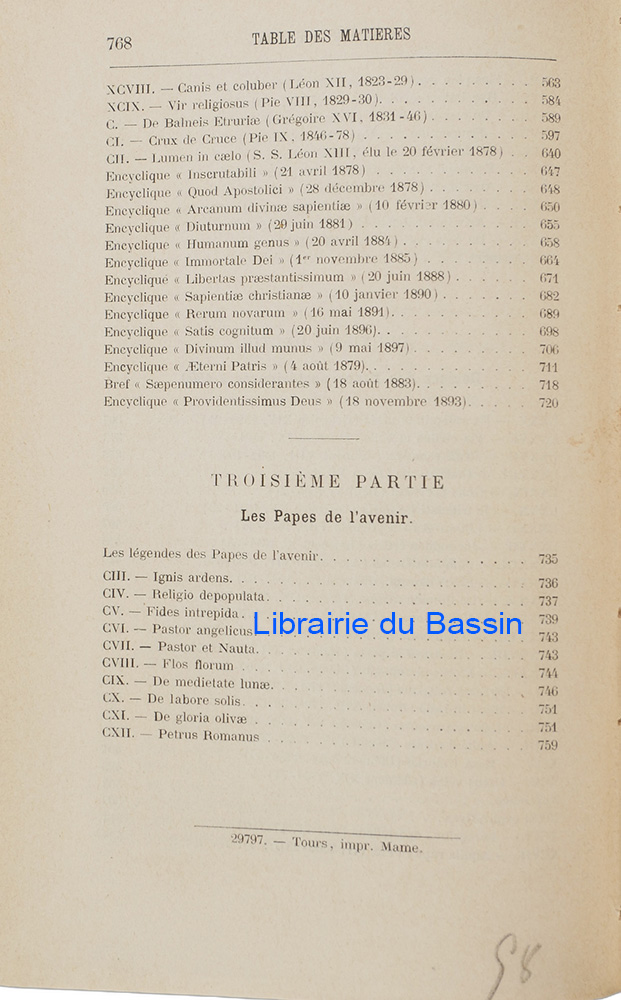 768
TABLE DES MATIERES
XCVIII. — Canis et coluber (Léon XII, 1823-29). . . . . . . . . 563
XCIX. — Vir religiosus (Pie VIII, 1829-30). . . . . . . . . . . 584
C. — De Balneis Etruriæ (Grégoire XVI, 1831-46) . . . . . . . . 589
CI. — Crux de Cruce (Pie IX, 1846-78) . . . . . . . . . . . . . 597
CII. — Lumen in cælo (S. S. Léon XIII, élu le 20 février 1878) . . 640
Encyclique « Inscrutabili » (21 avril 1878) . . . . . . . . . . 647
Encyclique « Quod Apostolici » (28 décembre 1878) . . . . . . . 648
Encyclique « Arcanum divinæ sapientiæ » (10 février 1880) . . . . 650
Encyclique « Diuturnum » (29 juin 1881) . . . . . . . . . . . 655
Encyclique « Humanum genus » (20 avril 1884) . . . . . . . . . 658
Encyclique « Immortale Dei » (1er novembre 1885) . . . . . . . . 664
Encyclique « Libertas præstantissimum » (20 juin 1888) . . . . . . 671
Encyclique « Sapientiæ christianæ » (10 janvier 1890) . . . . . . . 682
Encyclique « Rerum novarum » (16 mai 1891). . . . . . . . . . 689
Encyclique « Satis cognitum » (20 juin 1896). . . . . . . . . . 698
Encyclique « Divinum illud munus » (9 mai 1897) . . . . . . . . 706
Encyclique « Æterni Patris » (4 août 1879). . . . . . . . . . . 711
Bref « Sæpenumero considerantes » (18 août 1883). . . . . . . . 718
Encyclique « Providentissimus Deus » (18 novembre 1893). . . . . 720
TROISIÈME PARTIE
Les Papes de l'avenir.
Les légendes des Papes de l'avenir. . . . . . . . . . . . . . 735
CIII. — Ignis ardens. . . . . . . . . . . . . . . . . . . 736
CIV. — Religio depopulata. . . . . . . . . . . . . . . . . 737
CV. — Fides intrepida. . . . . . . . . . . . . . . . . . 739
CVI. — Pastor angelicus . . . . . . . . . . . . . . . . . 743
CVII. — Pastor et Nauta. . . . . . . . . . . . . . . . . 743
CVIII. — Flos florum . . . . . . . . . . . . . . . . . . 744
CIX. — De medietate lunæ. . . . . . . . . . . . . . . . . 746
CX. — De labore solis. . . . . . . . . . . . . . . . . . 751
CXI. — De gloria olivæ . . . . . . . . . . . . . . . . . 751
CXII. — Petrus Romanus . . . . . . . . . . . . . . . . . 759
Librairie du Bassin
29797. — Tours, impr. Mame.
58